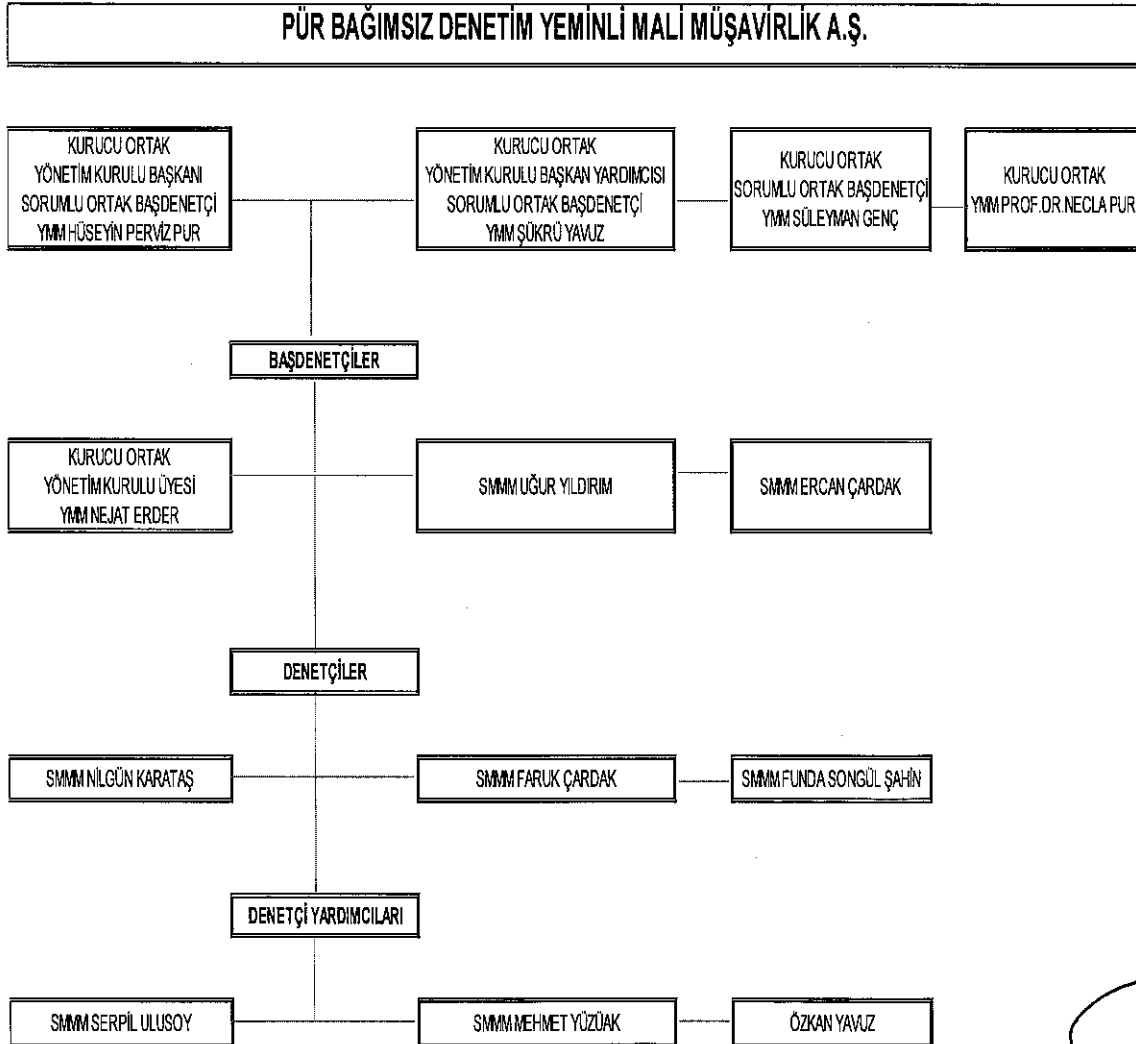 PÜR BAĞIMSIZ DENETİM YEMİNLİ MALİ MÜŞAVİRLİK A.Ş.
KURUCU ORTAK
YÖNETİM KURULU BAŞKANI
SORUMLU ORTAK BAŞDENETÇİ
YMM HÜSEYİN PERVİZ PUR
KURUCU ORTAK
YÖNETİM KURULU BAŞKAN YARDIMCISI
SORUMLU ORTAK BAŞDENETÇİ
YMM ŞÜKRÜ YAVUZ
KURUCU ORTAK
SORUMLU ORTAK BAŞDENETÇİ
YMM SÜLEYMAN GENÇ
KURUCU ORTAK
YMM PROF.DR.NECLA PUR
BAŞDENETÇİLER
KURUCU ORTAK
YÖNETİM KURULU ÜYESİ
YMM NEJAT ERDER
SMMM UĞUR YILDIRIM
SMMM ERCAN ÇARDAK
DENETÇİLER
SMMM NİLGÜN KARATAŞ
SMMM FARUK ÇARDAK
SMMM FUNDA SONGÜL ŞAHİN
DENETÇİ YARDIMCILARI
SMMM SERPİL ULUSOY
SMMM MEHMET YÜZÜAK
ÖZKAN YAVUZ